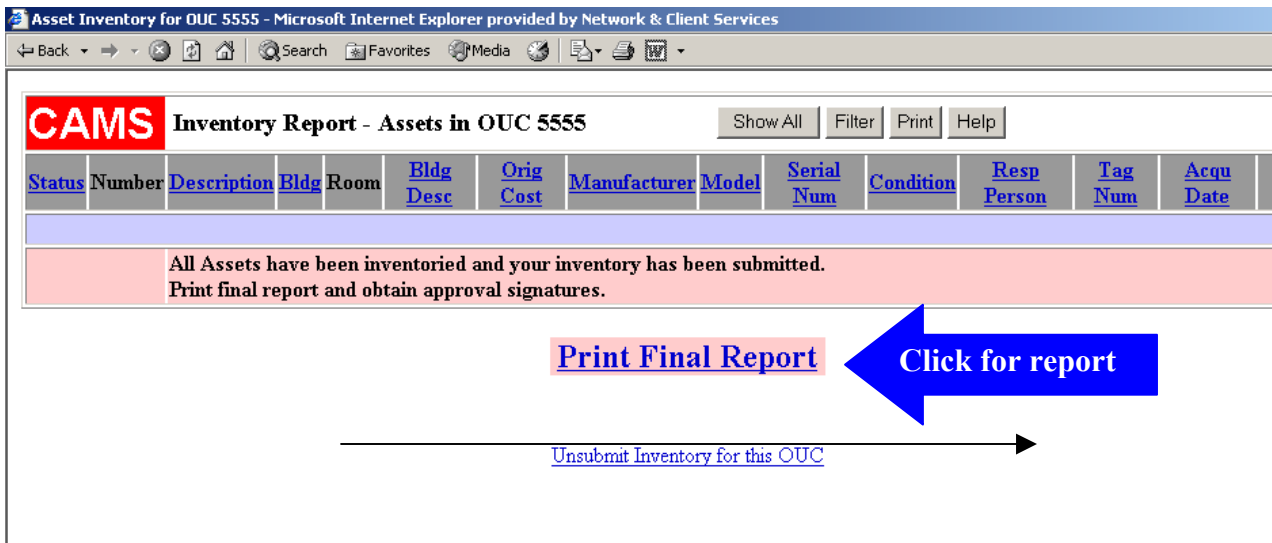 Asset Inventory for OUC 5555 - Microsoft Internet Explorer provided by Network & Client Services
Back Search Favorites Media
CAMS Inventory Report - Assets in OUC 5555 Show All Filter Print Help
Status Number Description Bldg Room Bldg Desc Orig Cost Manufacturer Model Serial Num Condition Resp Person Tag Num Acqu Date
All Assets have been inventoried and your inventory has been submitted.
Print final report and obtain approval signatures.
Print Final Report Click for report
Unsubmit Inventory for this OUC